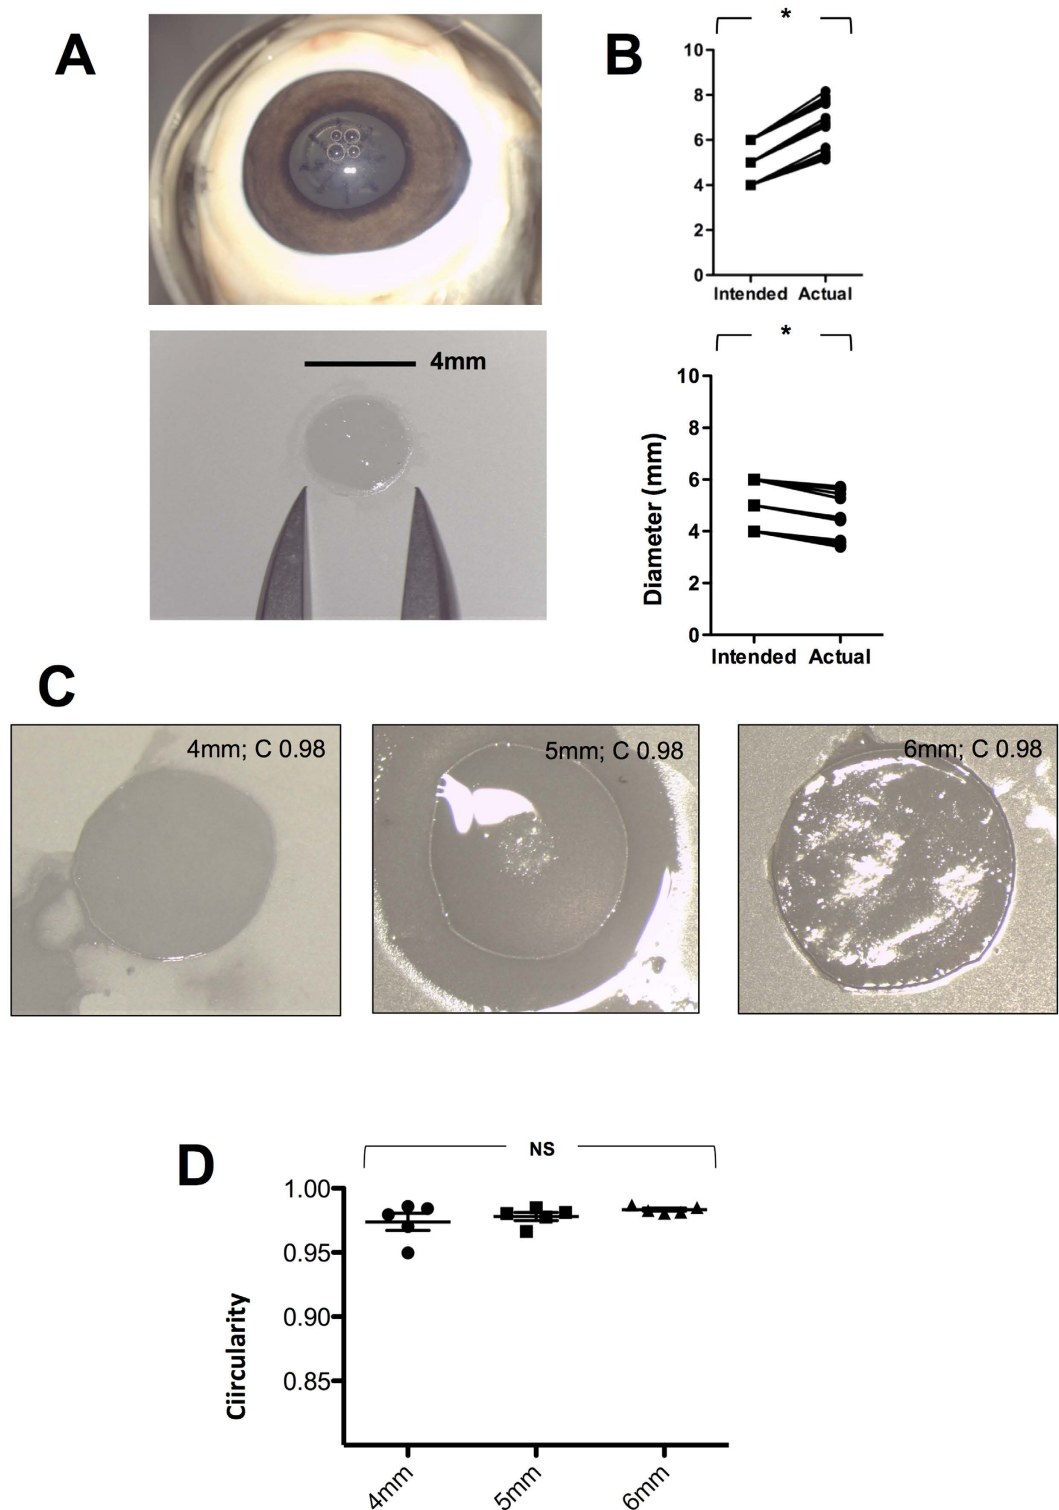 A
4mm
B
*
10
8
6
4
2
0
Intended Actual
*
Diameter (mm)
10
8
6
4
2
0
Intended Actual
C
4mm; C 0.98
5mm; C 0.98
6mm; C 0.98
D
NS
Ciircularity
1.00
0.95
0.90
0.85
4mm
5mm
6mm